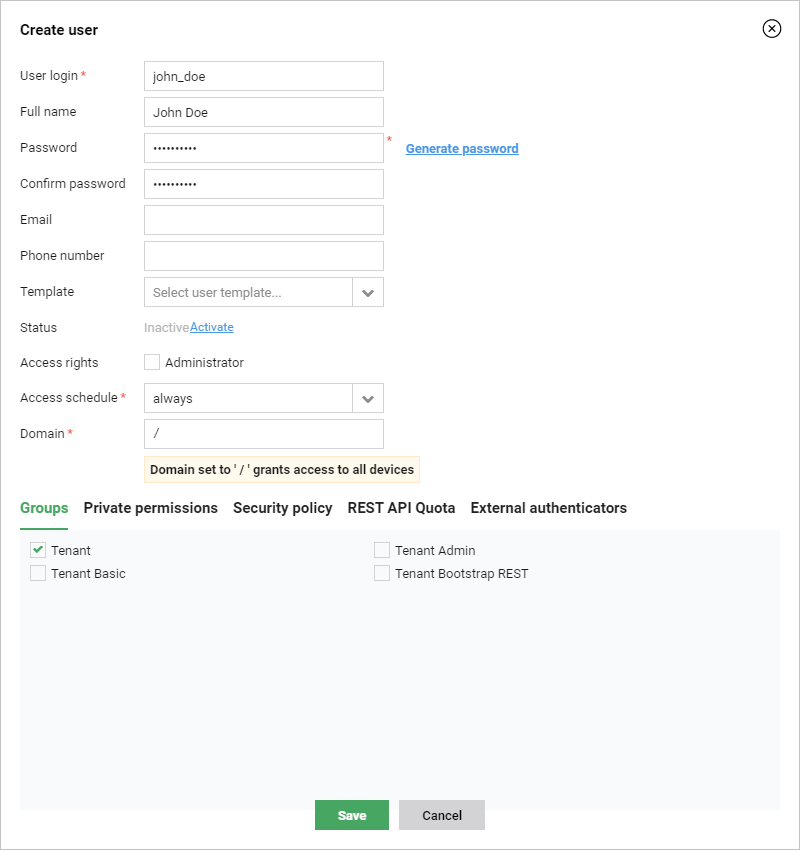 Create user
User login *
john_doe
Full name
John Doe
Password
•••••••••• *
Generate password
Confirm password
••••••••••
Email
Phone number
Template
Select user template...
Status
InactiveActivate
Access rights
Administrator
Access schedule *
always
Domain *
/
Domain set to ' / ' grants access to all devices
Groups Private permissions Security policy REST API Quota External authenticators
Tenant Tenant Admin
Tenant Basic Tenant Bootstrap REST
Save Cancel